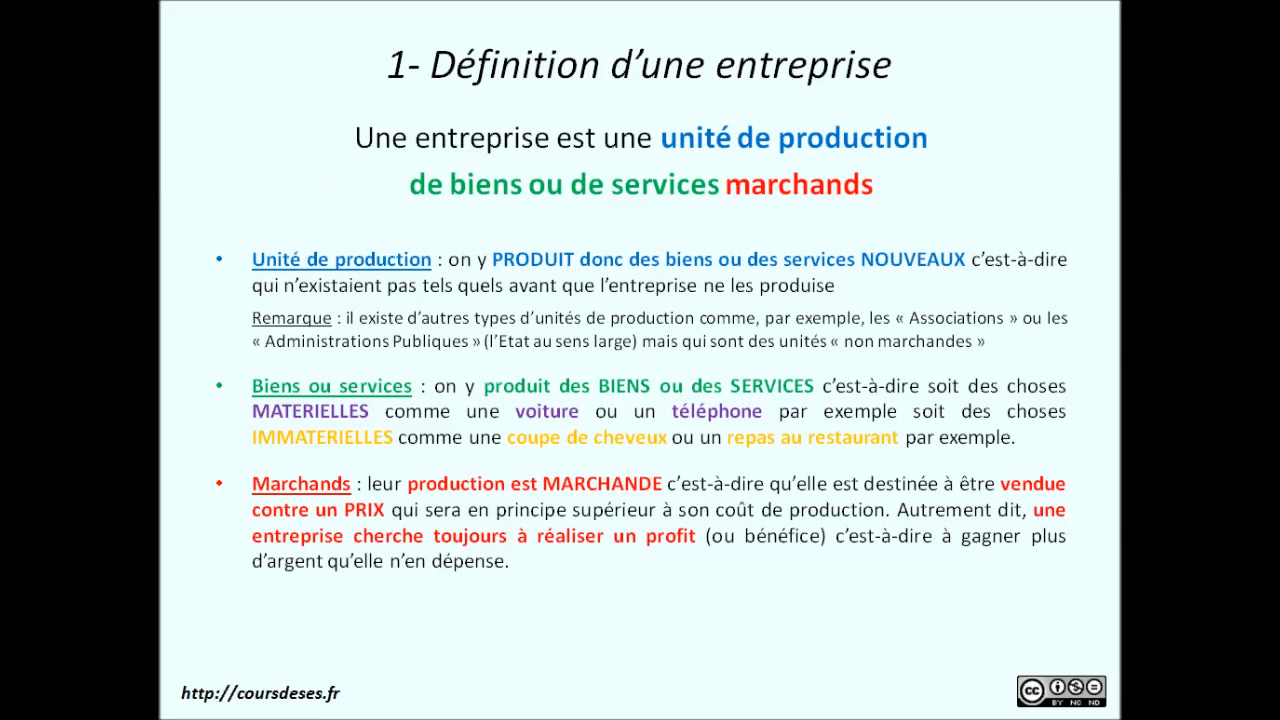 1- Définition d’une entreprise
Une entreprise est une unité de production
de biens ou de services marchands
• Unité de production : on y PRODUIT donc des biens ou des services NOUVEAUX c’est-à-dire
qui n’existaient pas tels quels avant que l’entreprise ne les produise
Remarque : il existe d’autres types d’unités de production comme, par exemple, les « Associations » ou les
« Administrations Publiques » (l’Etat au sens large) mais qui sont des unités « non marchandes »
• Biens ou services : on y produit des BIENS ou des SERVICES c’est-à-dire soit des choses
MATERIELLES comme une voiture ou un téléphone par exemple soit des choses
IMMATERIELLES comme une coupe de cheveux ou un repas au restaurant par exemple.
• Marchands : leur production est MARCHANDE c’est-à-dire qu’elle est destinée à être vendue
contre un PRIX qui sera en principe supérieur à son coût de production. Autrement dit, une
entreprise cherche toujours à réaliser un profit (ou bénéfice) c’est-à-dire à gagner plus
d’argent qu’elle n’en dépense.
http://coursdeses.fr
cc
BY NC ND